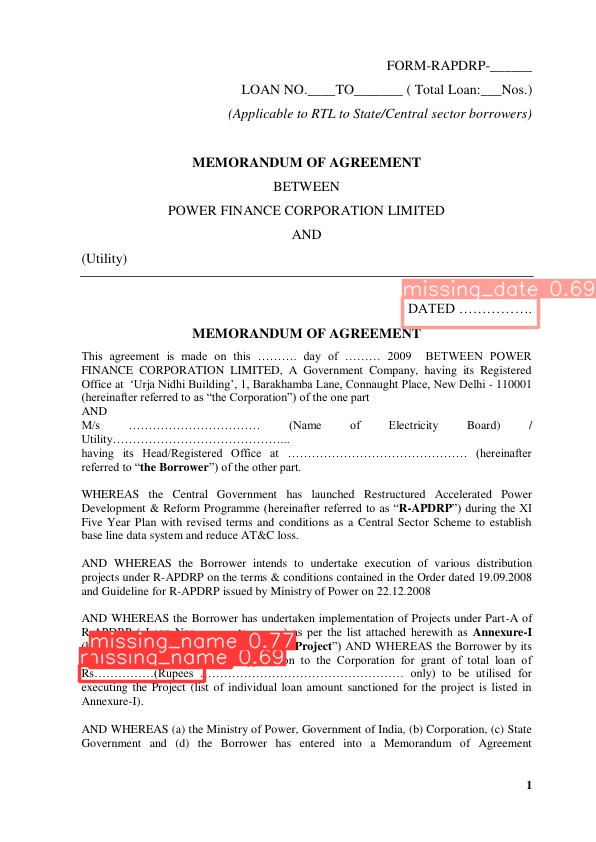 FORM-RAPDRP-______
LOAN NO.____TO_______ ( Total Loan:___Nos.)
(Applicable to RTL to State/Central sector borrowers)
MEMORANDUM OF AGREEMENT
BETWEEN
POWER FINANCE CORPORATION LIMITED
AND
(Utility)
missing_date 0.69
DATED …………….
MEMORANDUM OF AGREEMENT
This agreement is made on this ………. day of ……… 2009 BETWEEN POWER
FINANCE CORPORATION LIMITED, A Government Company, having its Registered
Office at ‘Urja Nidhi Building’, 1, Barakhamba Lane, Connaught Place, New Delhi - 110001
(hereinafter referred to as “the Corporation”) of the one part
AND
M/s …………………………… (Name of Electricity Board) /
Utility……………………………………...
having its Head/Registered Office at ……………………………………… (hereinafter
referred to “the Borrower”) of the other part.
WHEREAS the Central Government has launched Restructured Accelerated Power
Development & Reform Programme (hereinafter referred to as “R-APDRP”) during the XI
Five Year Plan with revised terms and conditions as a Central Sector Scheme to establish
base line data system and reduce AT&C loss.
AND WHEREAS the Borrower intends to undertake execution of various distribution
projects under R-APDRP on the terms & conditions contained in the Order dated 19.09.2008
and Guideline for R-APDRP issued by Ministry of Power on 22.12.2008
AND WHEREAS the Borrower has undertaken implementation of Projects under Part-A of
as per the list attached herewith as Annexure-I
missing_name 0.77
Project”) AND WHEREAS the Borrower by its
missing_name 0.69
to the Corporation for grant of total loan of
Rs……………(Rupees …………………………………………… only) to be utilised for
executing the Project (list of individual loan amount sanctioned for the project is listed in
Annexure-I).
AND WHEREAS (a) the Ministry of Power, Government of India, (b) Corporation, (c) State
Government and (d) the Borrower has entered into a Memorandum of Agreement
1